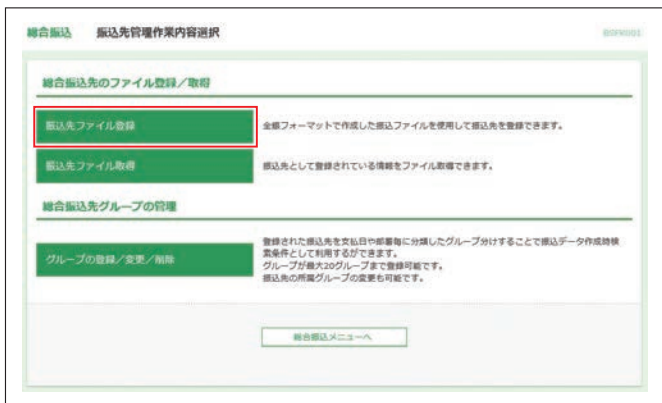 総合振込 振込先管理作業内容選択
BSFK001
総合振込先のファイル登録／取得
振込先ファイル登録 全銀フォーマットで作成した振込ファイルを使用して振込先を登録できます。
振込先ファイル取得 振込先として登録されている情報をファイル取得できます。
総合振込先グループの管理
登録された振込先を支払日や部署毎に分類したグループ分けすることで振込データ作成時検
グループの登録／変更／削除 索条件として利用するができます。
グループが最大20グループまで登録可能です。
振込先の所属グループの変更も可能です。
総合振込メニューへ